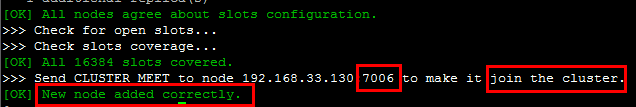 1 additional replica(s)
[OK] All nodes agree about slots configuration.
>>> Check for open slots...
>>> Check slots coverage...
[OK] All 16384 slots covered.
>>> Send CLUSTER MEET to node 192.168.33.130 7006 to make it join the cluster.
[OK] New node added correctly.